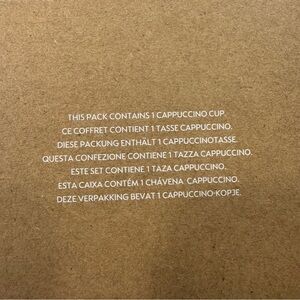 THIS PACK CONTAINS 1 CAPPUCCINO CUP.
CE COFFRET CONTIENT 1 TASSE CAPPUCCINO.
DIESE PACKUNG ENTHÄLT 1 CAPPUCCINOTASSE.
QUESTA CONFEZIONE CONTIENE 1 TAZZA CAPPUCCINO.
ESTE SET CONTIENE 1 TAZA CAPPUCCINO.
ESTA CAIXA CONTÉM 1 CHÁVENA CAPPUCCINO.
DEZE VERPAKKING BEVAT 1 CAPPUCCINO-KOPJE.